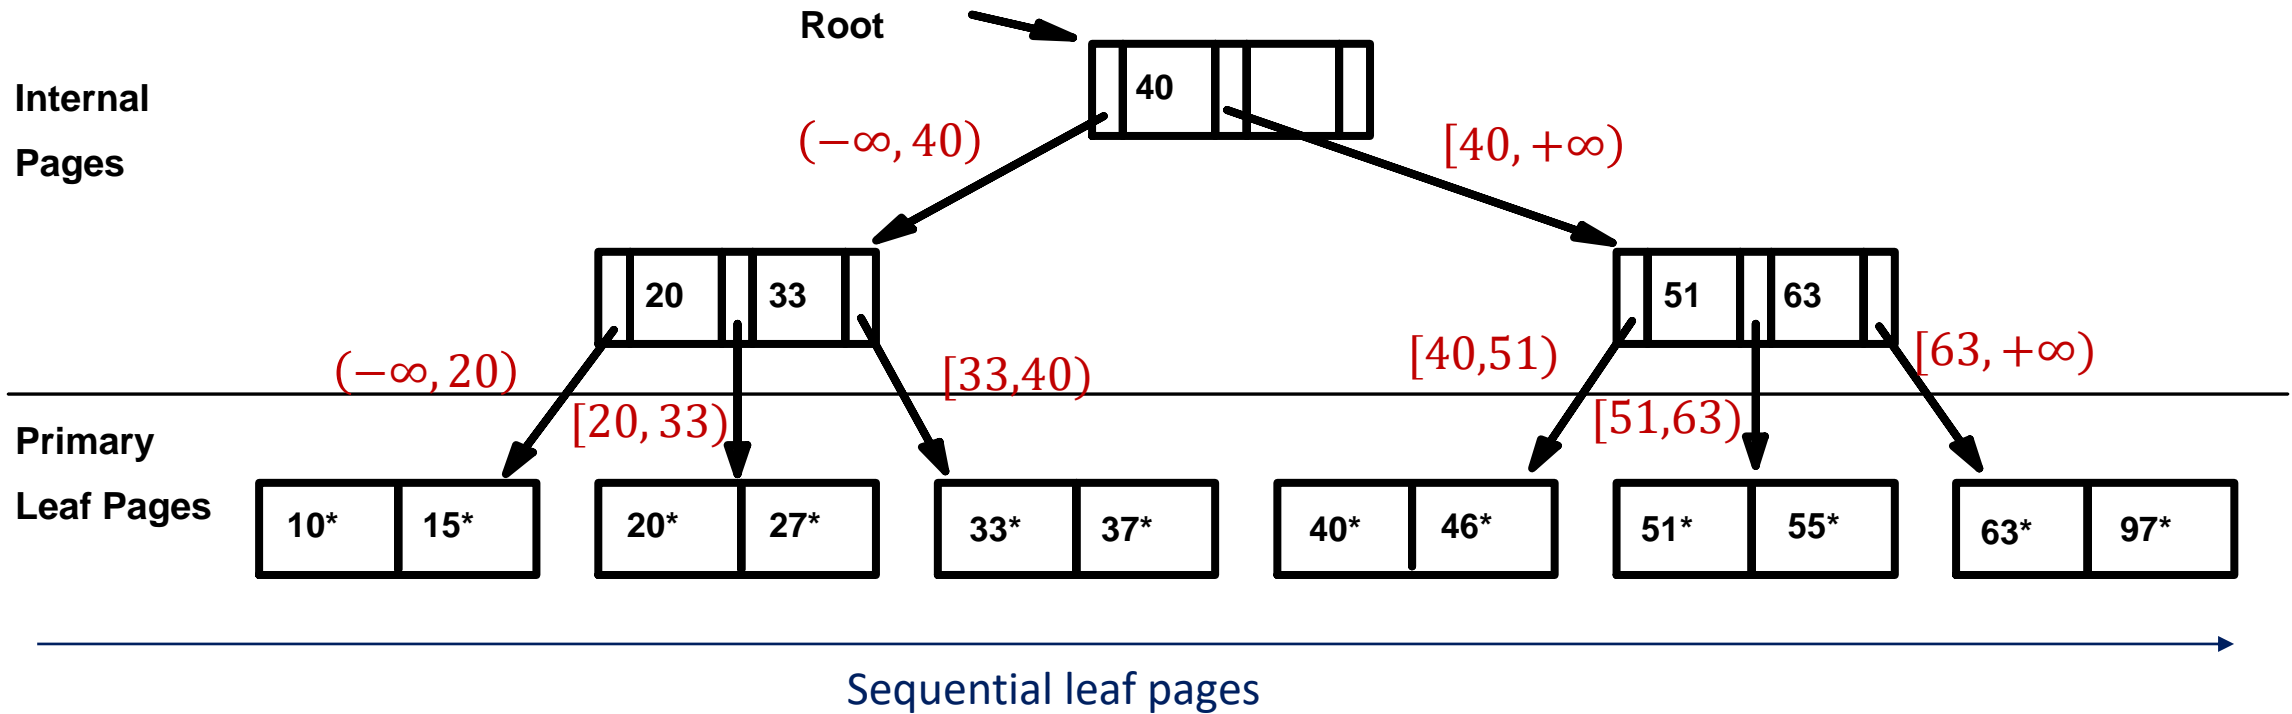 Root
Internal
Pages
40
(−∞, 40)
[40, +∞)
20 33
51 63
(−∞, 20)
[20, 33)
[33,40)
[40,51)
[51,63)
[63, +∞)
Primary
Leaf Pages
10* 15*
20* 27*
33* 37*
40* 46*
51* 55*
63* 97*
Sequential leaf pages